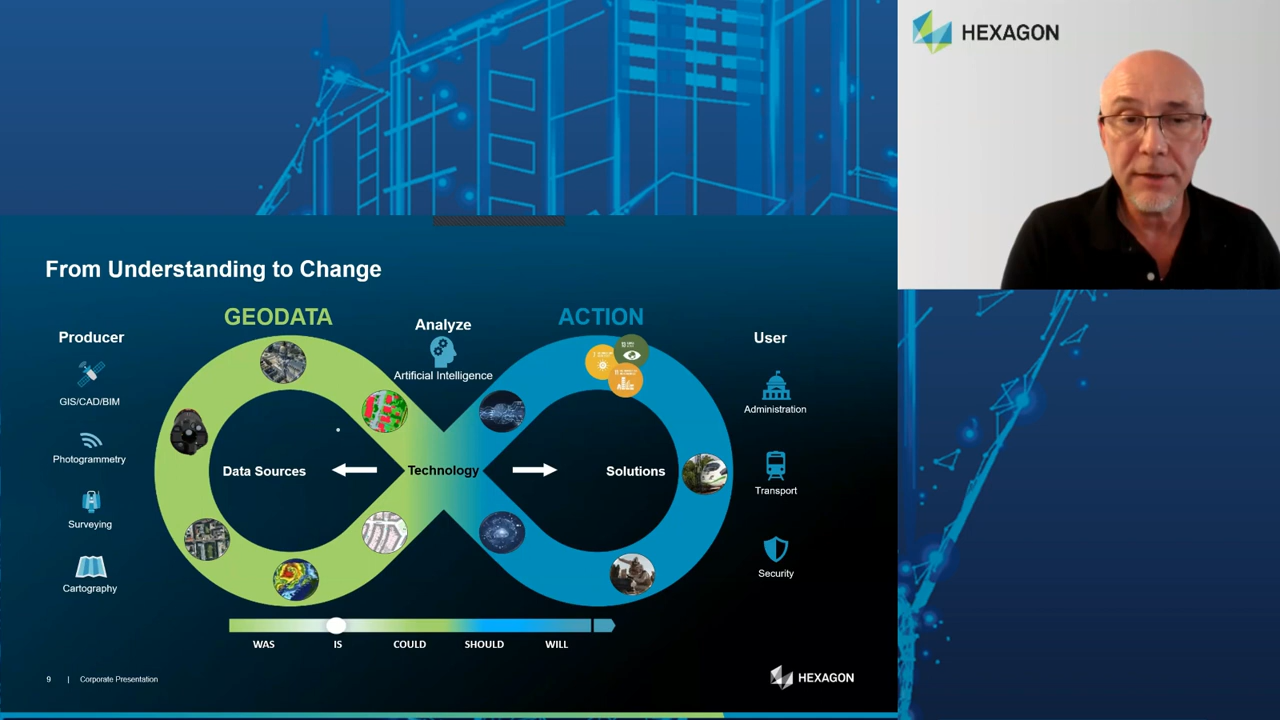 HEXAGON
From Understanding to Change
GEODATA
ACTION
Producer
Analyze
User
Artificial Intelligence
GIS/CAD/BIM
Administration
Photogrammetry
Data Sources
Technology
Solutions
Transport
Surveying
Security
Cartography
WAS
IS
COULD
SHOULD
WILL
9 | Corporate Presentation
HEXAGON